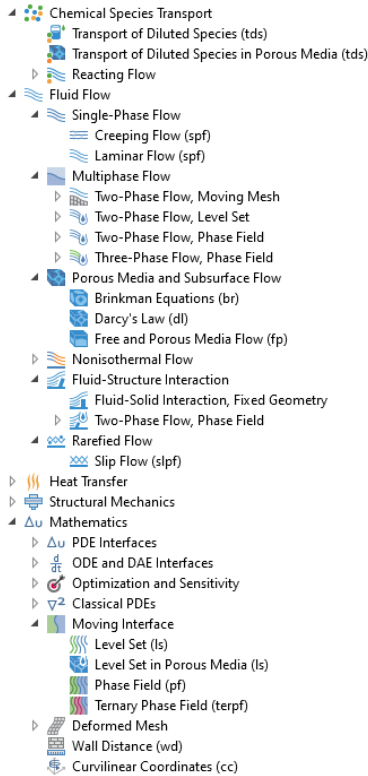 Chemical Species Transport
Transport of Diluted Species (tds)
Transport of Diluted Species in Porous Media (tds)
Reacting Flow
Fluid Flow
Single-Phase Flow
Creeping Flow (spf)
Laminar Flow (spf)
Multiphase Flow
Two-Phase Flow, Moving Mesh
Two-Phase Flow, Level Set
Two-Phase Flow, Phase Field
Three-Phase Flow, Phase Field
Porous Media and Subsurface Flow
Brinkman Equations (br)
Darcy's Law (dl)
Free and Porous Media Flow (fp)
Nonisothermal Flow
Fluid-Structure Interaction
Fluid-Solid Interaction, Fixed Geometry
Two-Phase Flow, Phase Field
Rarefied Flow
Slip Flow (slpf)
Heat Transfer
Structural Mechanics
Δu Mathematics
Δu PDE Interfaces
d/dt ODE and DAE Interfaces
Optimization and Sensitivity
∇² Classical PDEs
Moving Interface
Level Set (ls)
Level Set in Porous Media (ls)
Phase Field (pf)
Ternary Phase Field (terpf)
Deformed Mesh
Wall Distance (wd)
Curvilinear Coordinates (cc)